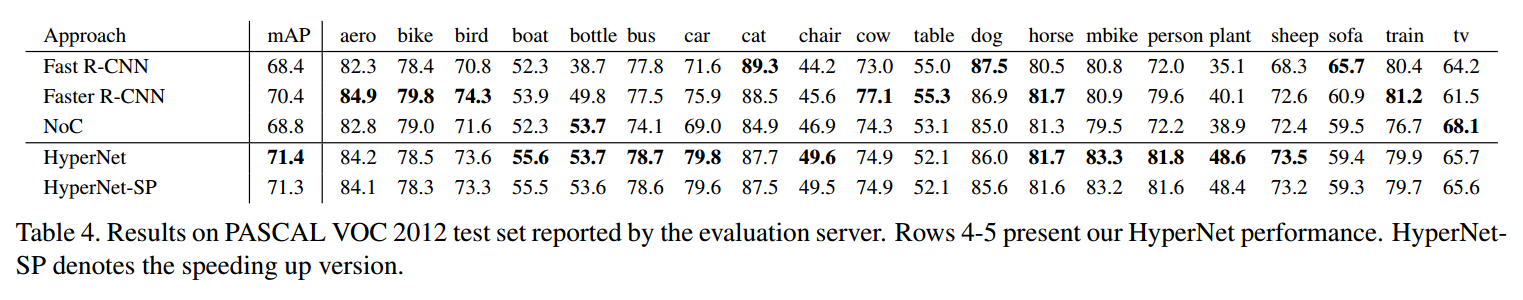 Approach mAP aero bike bird boat bottle bus car cat chair cow table dog horse mbike person plant sheep sofa train tv
Fast R-CNN 68.4 82.3 78.4 70.8 52.3 38.7 77.8 71.6 89.3 44.2 73.0 55.0 87.5 80.5 80.8 72.0 35.1 68.3 65.7 80.4 64.2
Faster R-CNN 70.4 84.9 79.8 74.3 53.9 49.8 77.5 75.9 88.5 45.6 77.1 55.3 86.9 81.7 80.9 79.6 40.1 72.6 60.9 81.2 61.5
NoC 68.8 82.8 79.0 71.6 52.3 53.7 74.1 69.0 84.9 46.9 74.3 53.1 85.0 81.3 79.5 72.2 38.9 72.4 59.5 76.7 68.1
HyperNet 71.4 84.2 78.5 73.6 55.6 53.7 78.7 79.8 87.7 49.6 74.9 52.1 86.0 81.7 83.3 81.8 48.6 73.5 59.4 79.9 65.7
HyperNet-SP 71.3 84.1 78.3 73.3 55.5 53.6 78.6 79.6 87.5 49.5 74.9 52.1 85.6 81.6 83.2 81.6 48.4 73.2 59.3 79.7 65.6
Table 4. Results on PASCAL VOC 2012 test set reported by the evaluation server. Rows 4-5 present our HyperNet performance. HyperNet-
SP denotes the speeding up version.